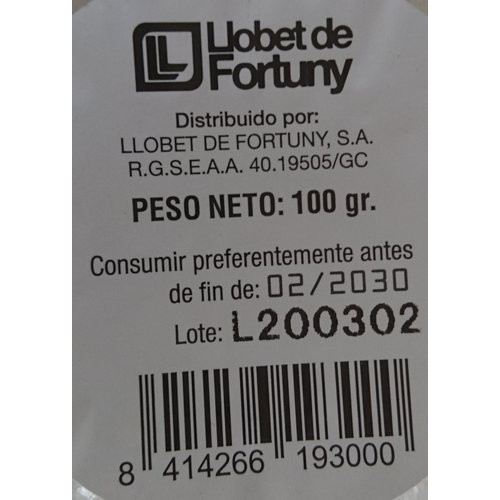 LL Llobet de
Fortuny
Distribuido por:
LLOBET DE FORTUNY, S.A.
R.G.S.E.A.A. 40.19505/GC
PESO NETO: 100 gr.
Consumir preferentemente antes
de fin de: 02/2030
Lote: L200302
8 414266 193000